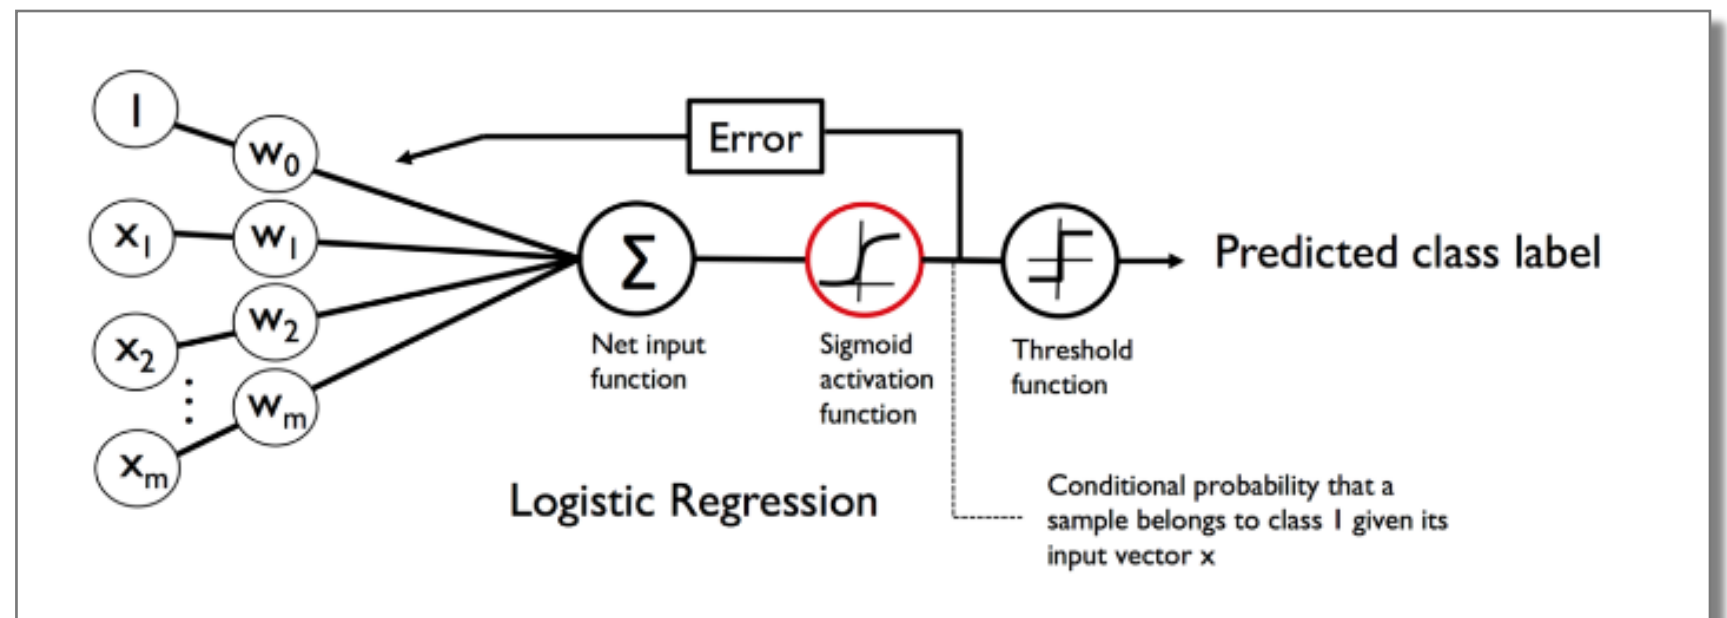 1
w0
x1
w1
x2
w2
xm
wm
Error
Σ
Net input
function
Sigmoid
activation
function
Threshold
function
Predicted class label
Logistic Regression
Conditional probability that a
sample belongs to class 1 given its
input vector x